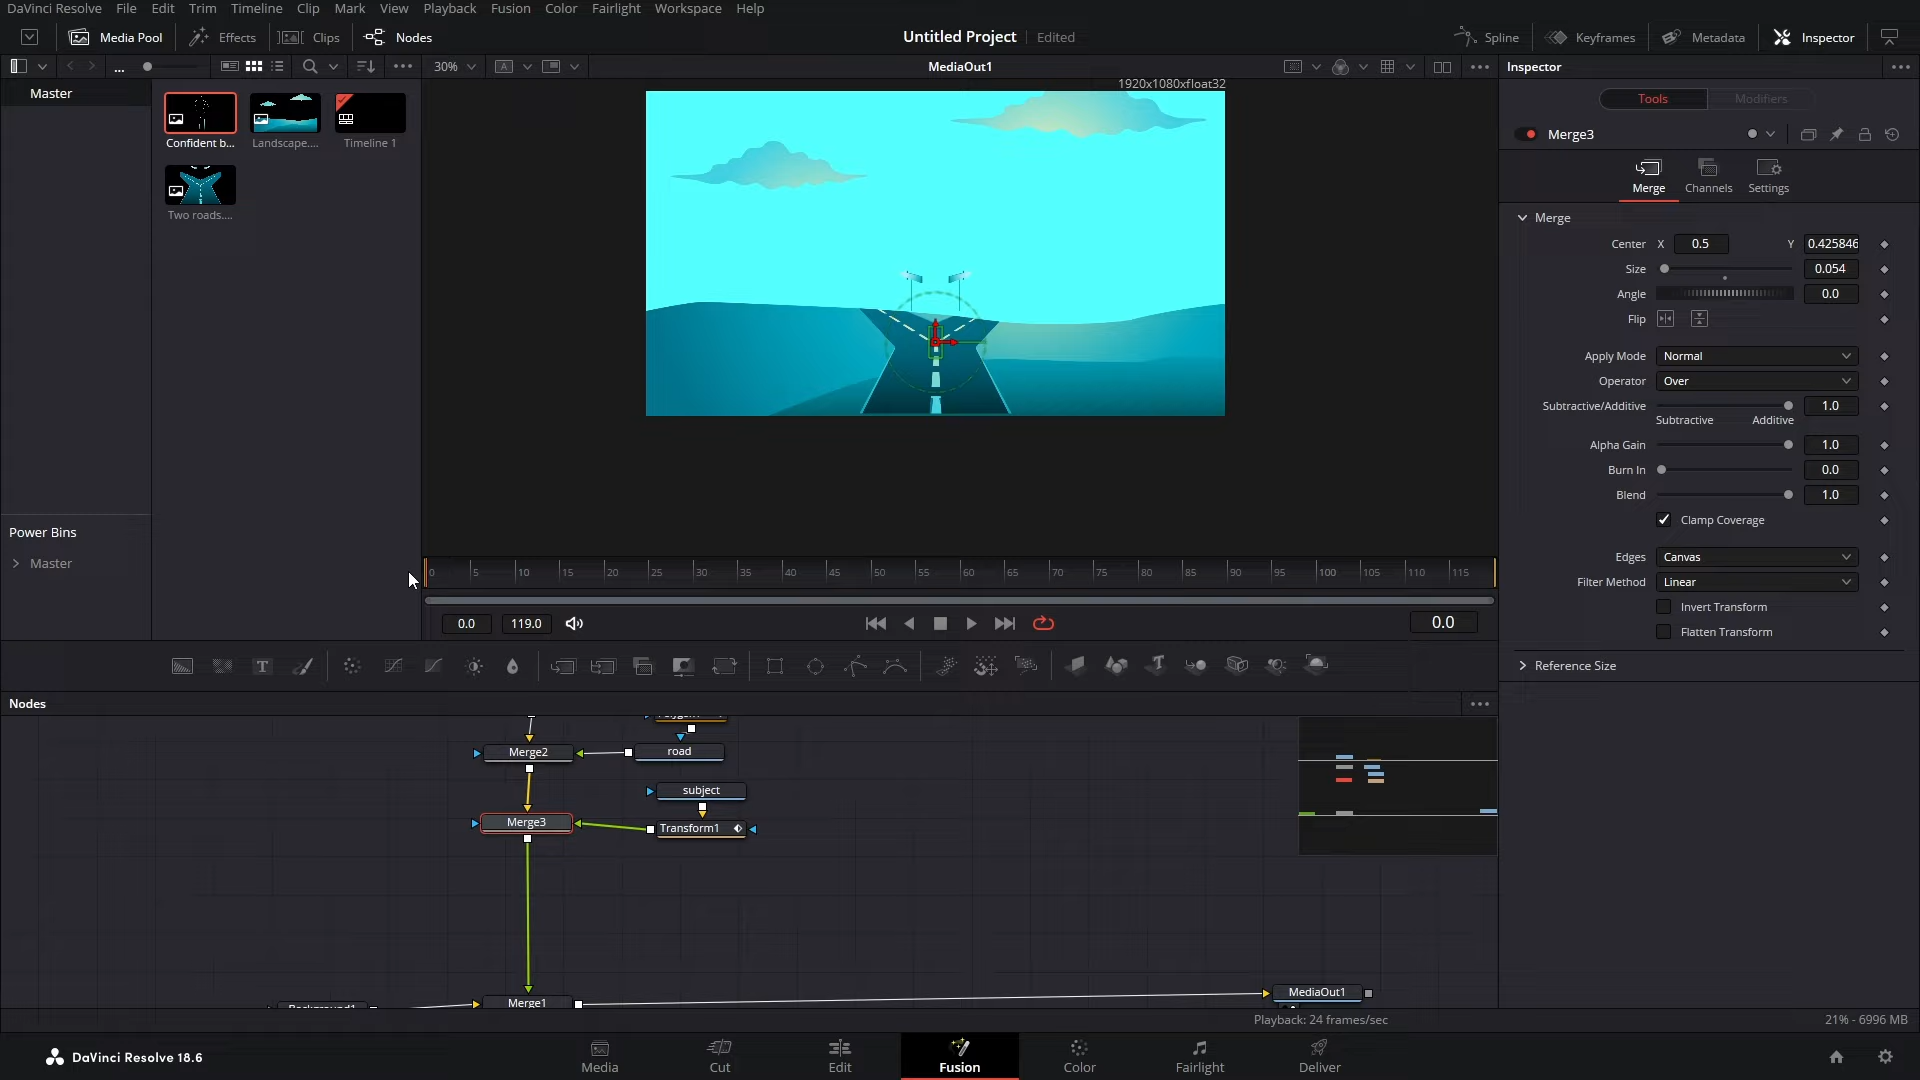 DaVinci Resolve File Edit Trim Timeline Clip Mark View Playback Fusion Color Fairlight Workspace Help
Media Pool Effects Clips Nodes Untitled Project Edited Spline Keyframes Metadata Inspector
... 30% A MediaOut1 Inspector
1920x1080xfloat32
Master
Confident b... Landscape.... Timeline 1
Two roads....
Power Bins
Master
Tools Modifiers
Merge3
Merge Channels Settings
Merge
Center X 0.5 Y 0.425846
Size 0.054
Angle 0.0
Flip
Apply Mode Normal
Operator Over
Subtractive/Additive 1.0
Subtractive Additive
Alpha Gain 1.0
Burn In 0.0
Blend 1.0
Clamp Coverage
Edges Canvas
Filter Method Linear
Invert Transform
Flatten Transform
Reference Size
0 5 10 15 20 25 30 35 40 45 50 55 60 65 70 75 80 85 90 95 100 105 110 115
0.0 119.0 0.0
T
Nodes
Merge2 road
subject
Merge3 Transform1
Merge1 MediaOut1
Playback: 24 frames/sec 21% - 6996 MB
DaVinci Resolve 18.6
Media Cut Edit Fusion Color Fairlight Deliver